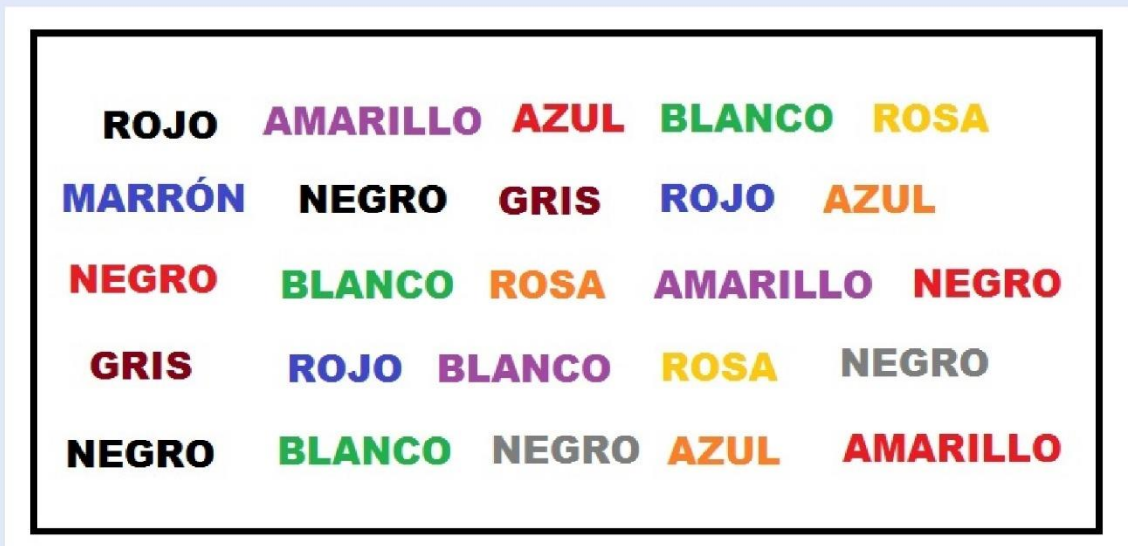 ROJO AMARILLO AZUL BLANCO ROSA
MARRÓN NEGRO GRIS ROJO AZUL
NEGRO BLANCO ROSA AMARILLO NEGRO
GRIS ROJO BLANCO ROSA NEGRO
NEGRO BLANCO NEGRO AZUL AMARILLO